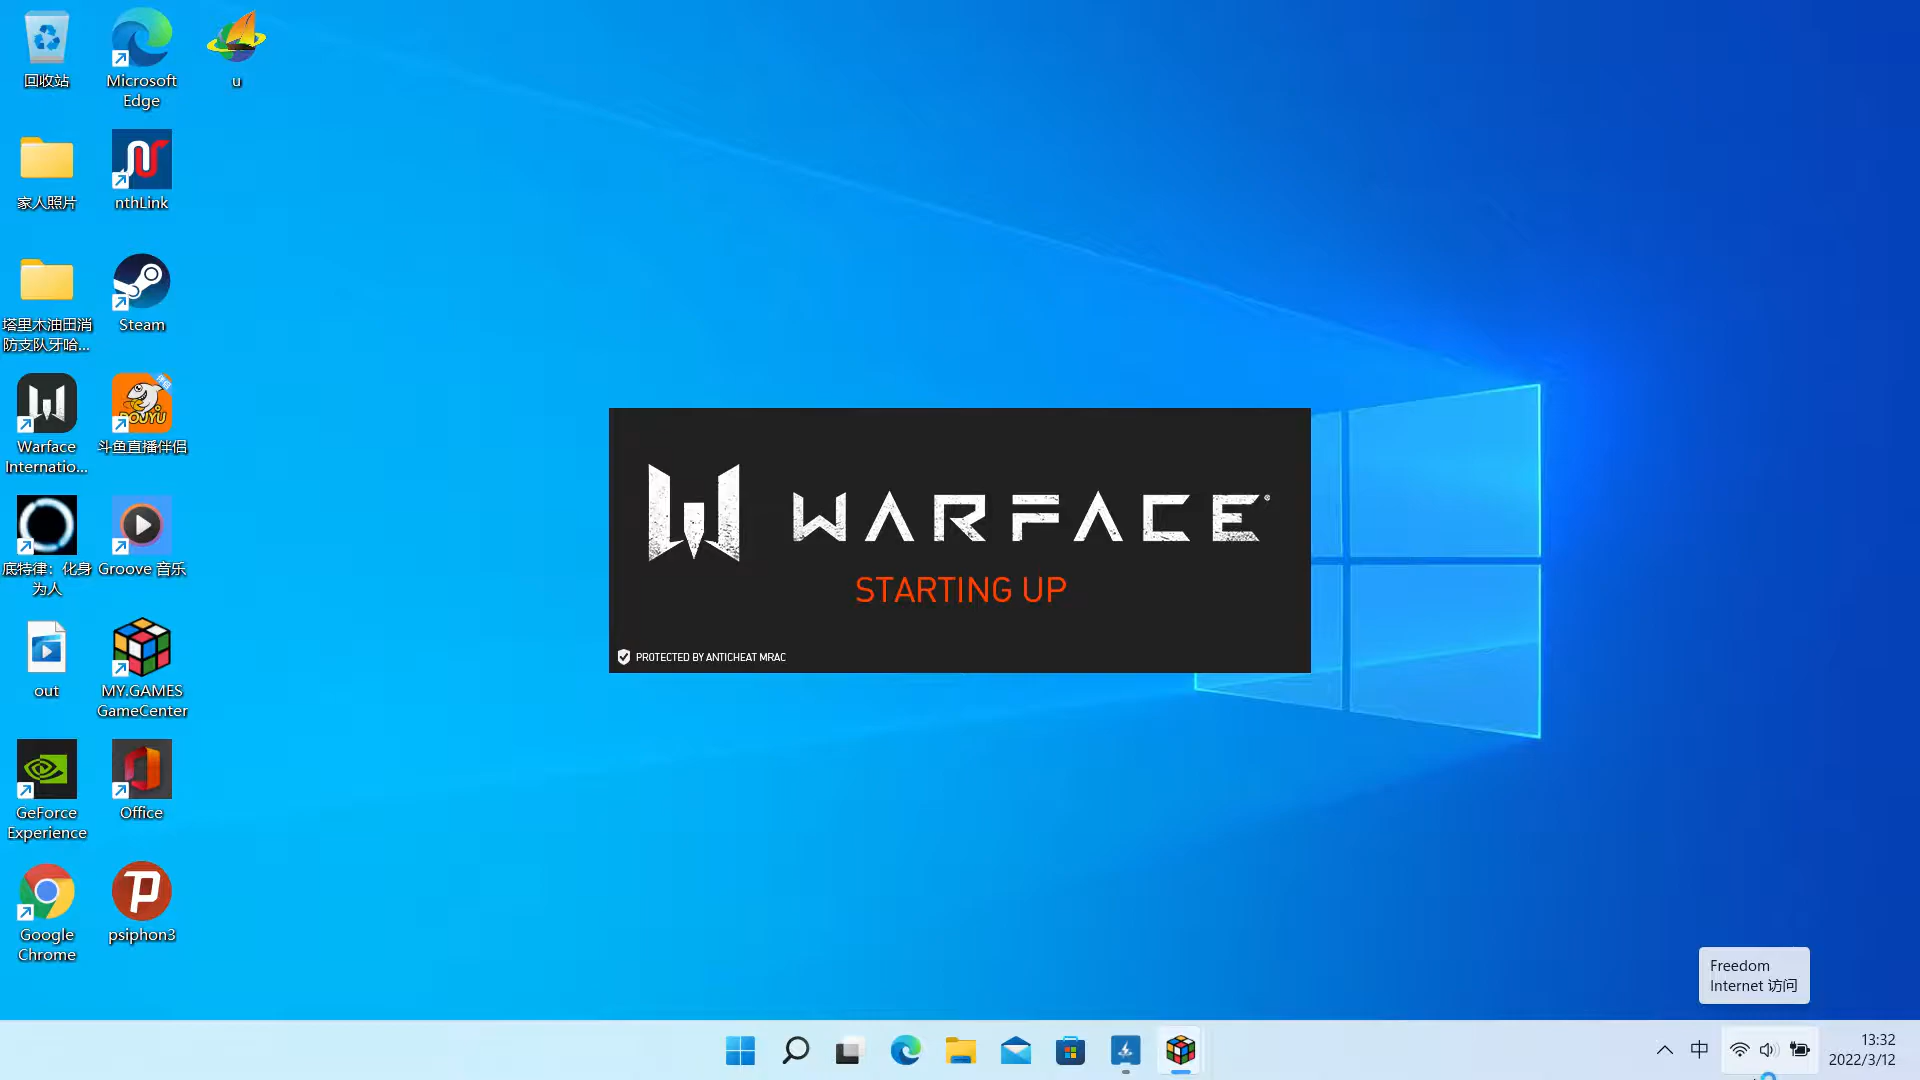 回收站
Microsoft
Edge
u
家人照片
nthLink
塔里木油田消
防支队牙哈...
Steam
Warface
Internatio...
DOUYU
斗鱼直播伴侣
底特律：化身
为人
Groove 音乐
out
MY.GAMES
GameCenter
GeForce
Experience
Office
Google
Chrome
psiphon3
WARFACE®
STARTING UP
PROTECTED BY ANTICHEAT MRAC
Freedom
Internet 访问
中
13:32
2022/3/12